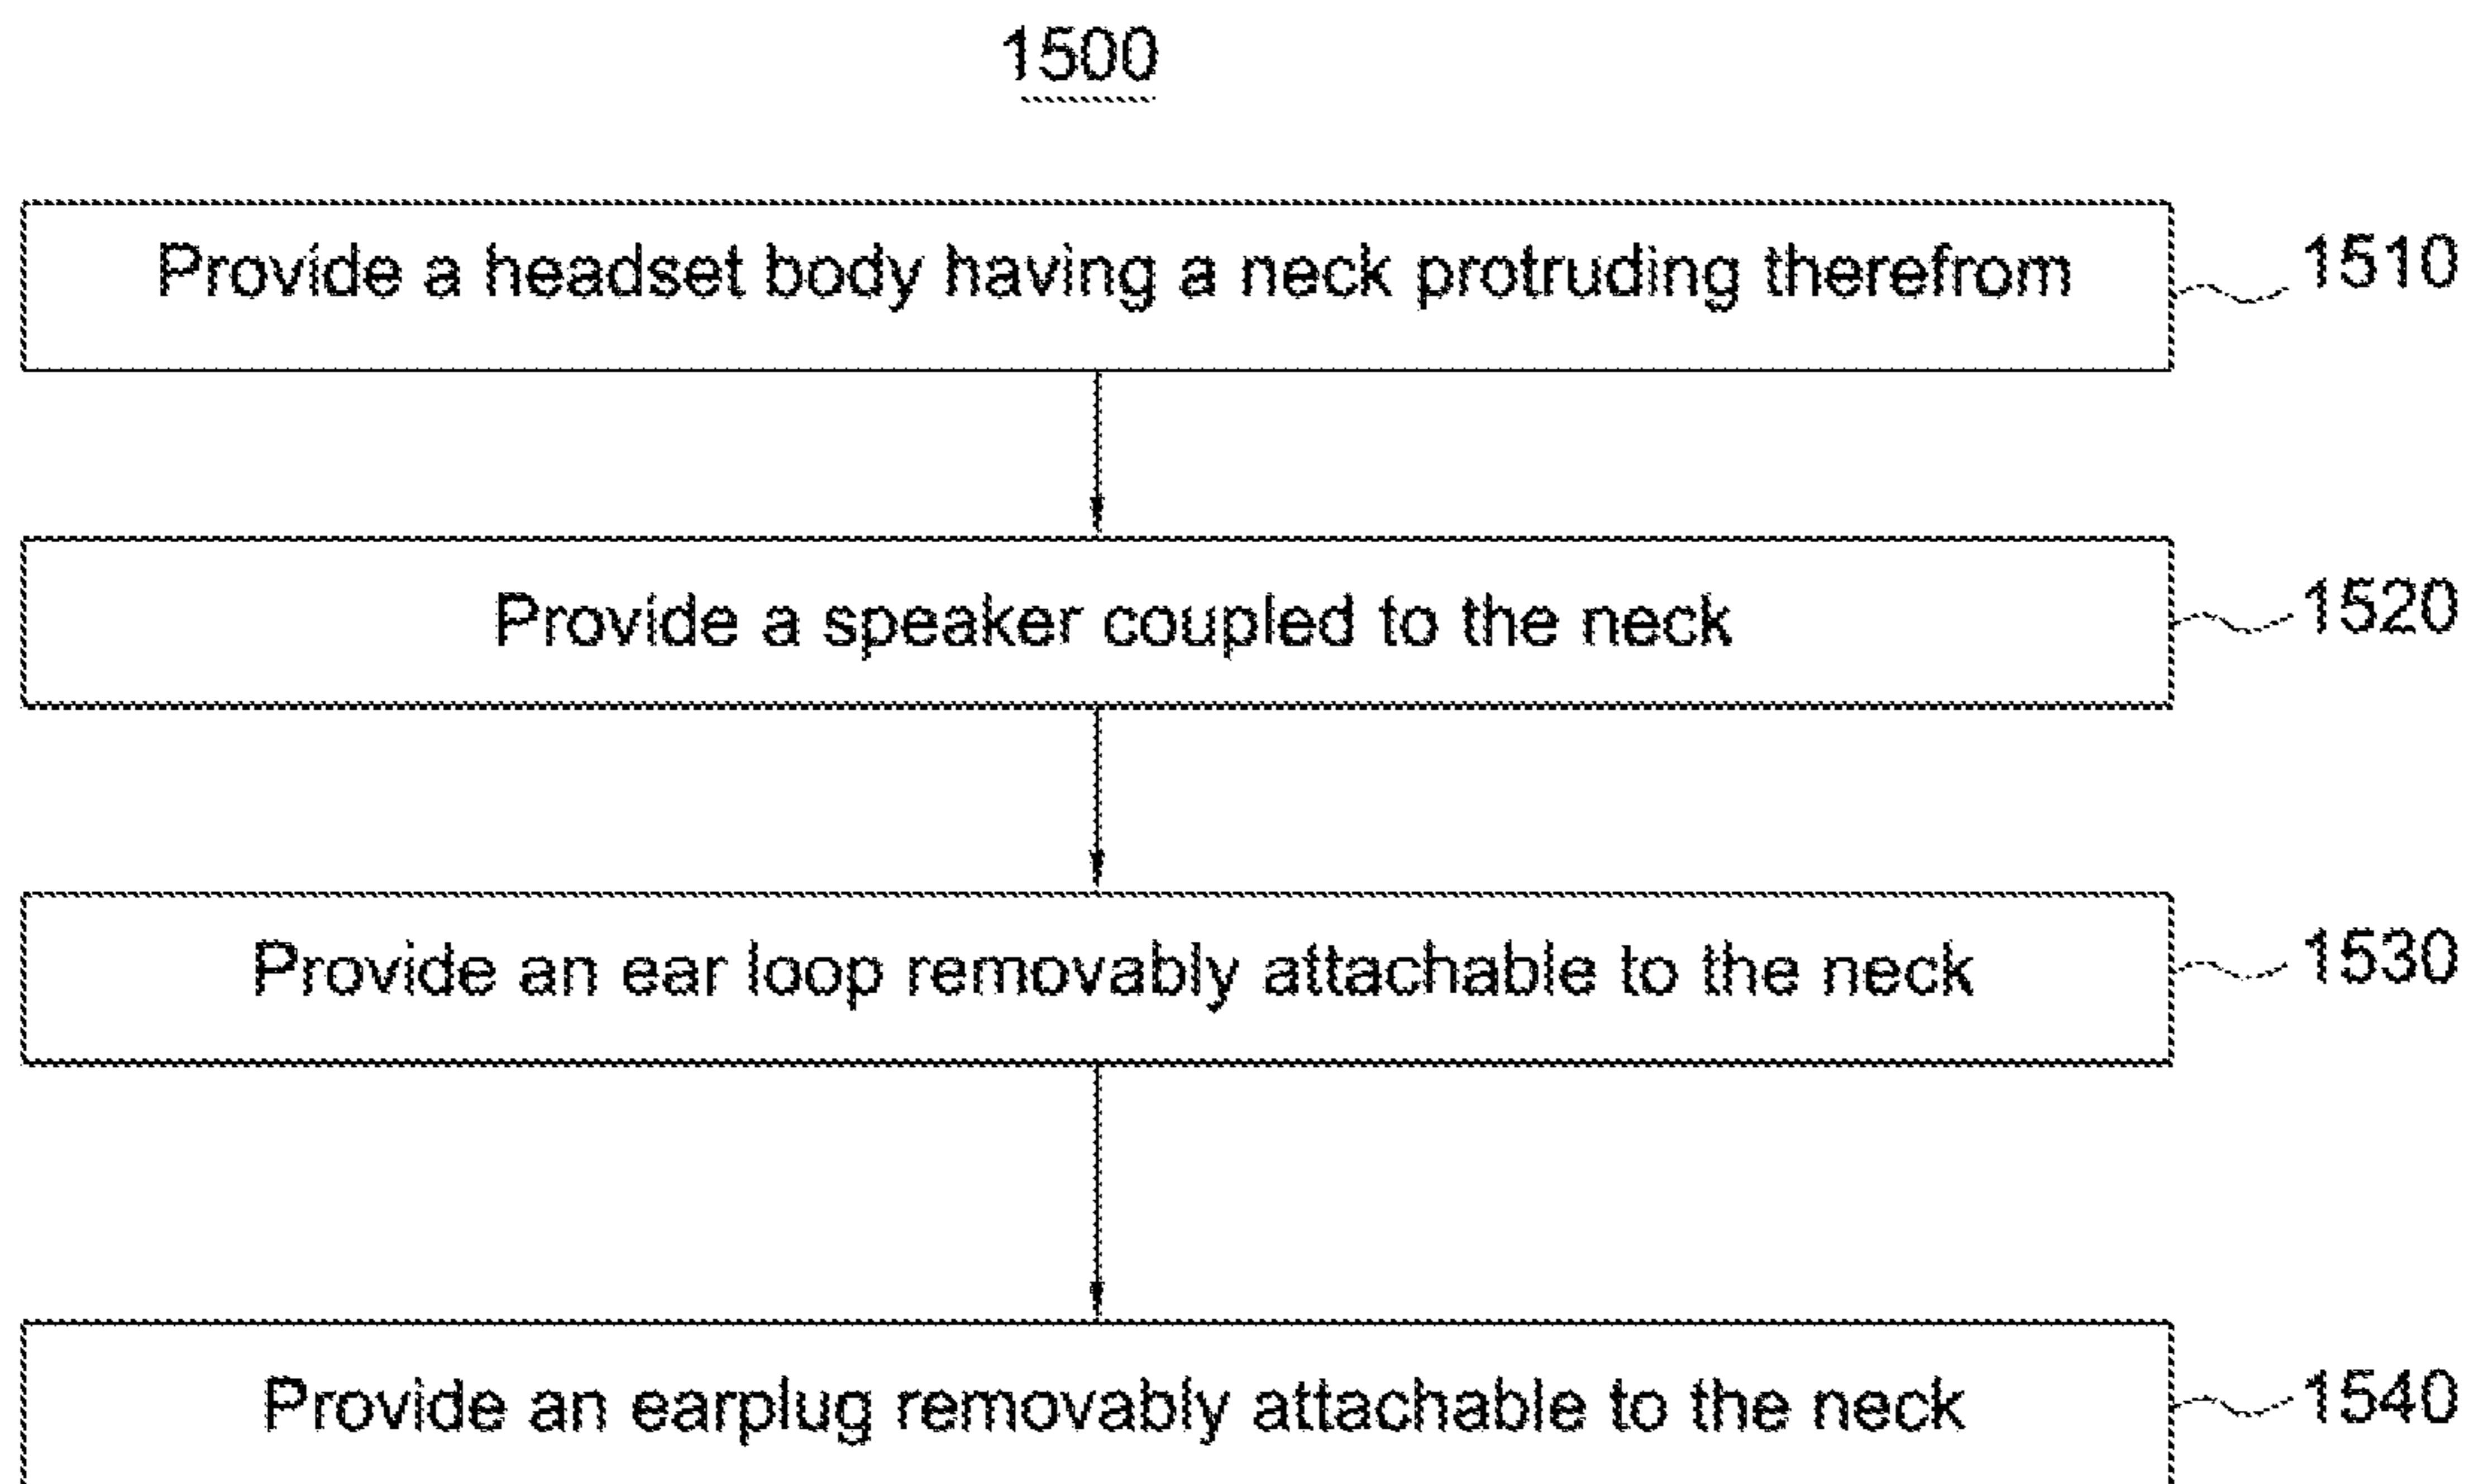 1500
Provide a headset body having a neck protruding therefrom
1510
Provide a speaker coupled to the neck
1520
Provide an ear loop removably attachable to the neck
1530
Provide an earplug removably attachable to the neck
1540